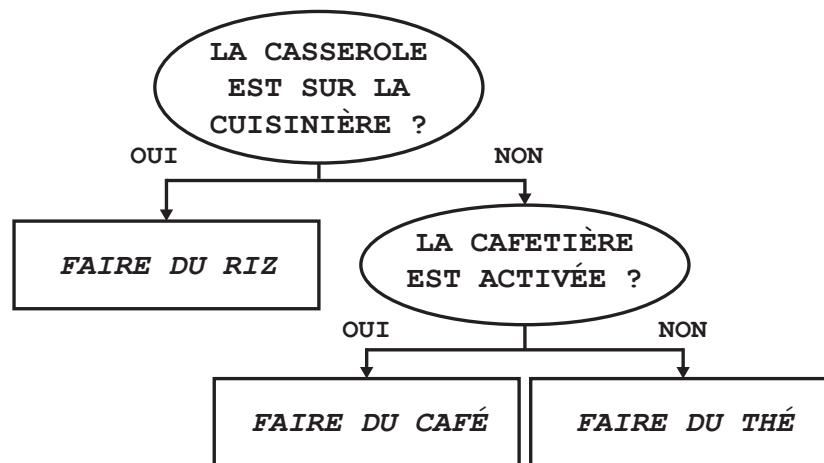 LA CASSEROLE
EST SUR LA
CUISINIÈRE ?
OUI
NON
FAIRE DU RIZ
LA CAFETIÈRE
EST ACTIVÉE ?
OUI
NON
FAIRE DU CAFÉ
FAIRE DU THÉ